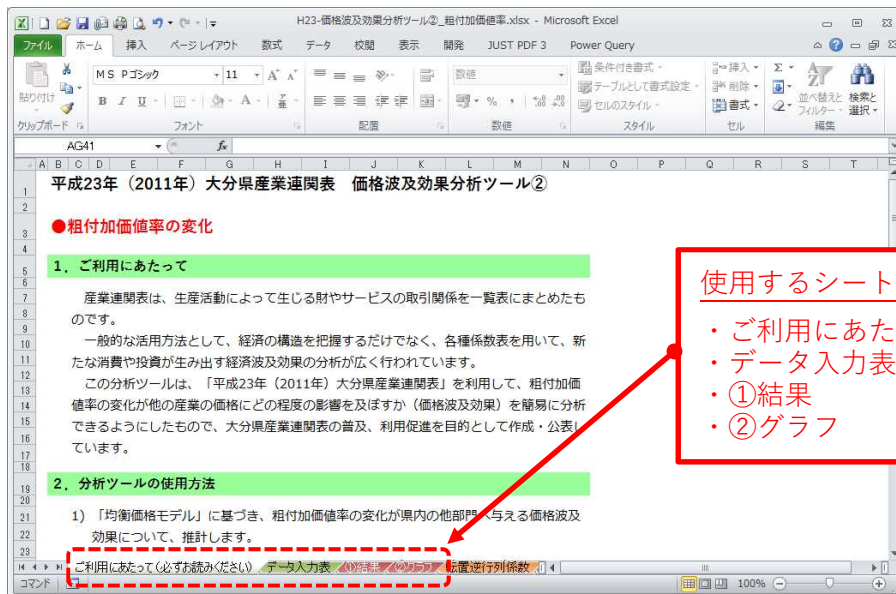 H23-価格波及効果分析ツール②_粗付加価値率.xlsx - Microsoft Excel
ファイル ホーム 挿入 ページ レイアウト 数式 データ 校閲 表示 開発 JUST PDF 3 Power Query
貼り付け
MS Pゴシック 11
数値
条件付き書式
テーブルとして書式設定
セルのスタイル
挿入
削除
書式
並べ替えと
フィルター
検索と
選択
クリップボード フォント 配置 数値 スタイル セル 編集
AG41 fx
A B C D E F G H I J K L M N O P Q R S T
1 平成23年（2011年）大分県産業連関表　価格波及効果分析ツール②
2
3 ●粗付加価値率の変化
4
5 1．ご利用にあたって
6
7 産業連関表は、生産活動によって生じる財やサービスの取引関係を一覧表にまとめたも
8 のです。
9
10 一般的な活用方法として、経済の構造を把握するだけでなく、各種係数表を用いて、新
11 たな消費や投資が生み出す経済波及効果の分析が広く行われています。
12
13 この分析ツールは、「平成23年（2011年）大分県産業連関表」を利用して、粗付加価
14 値率の変化が他の産業の価格にどの程度の影響を及ぼすか（価格波及効果）を簡易に分析
15 できるようにしたもので、大分県産業連関表の普及、利用促進を目的として作成・公表し
16
17 ています。
18
19 2．分析ツールの使用方法
20
21 1) 「均衡価格モデル」に基づき、粗付加価値率の変化が県内の他部門へ与える価格波及
22 効果について、推計します。
23
使用するシート
・ご利用にあた
・データ入力表
・①結果
・②グラフ
ご利用にあたって(必ずお読みください) データ入力表 ①結果 ②グラフ 転置逆行列係数
コマンド 100%